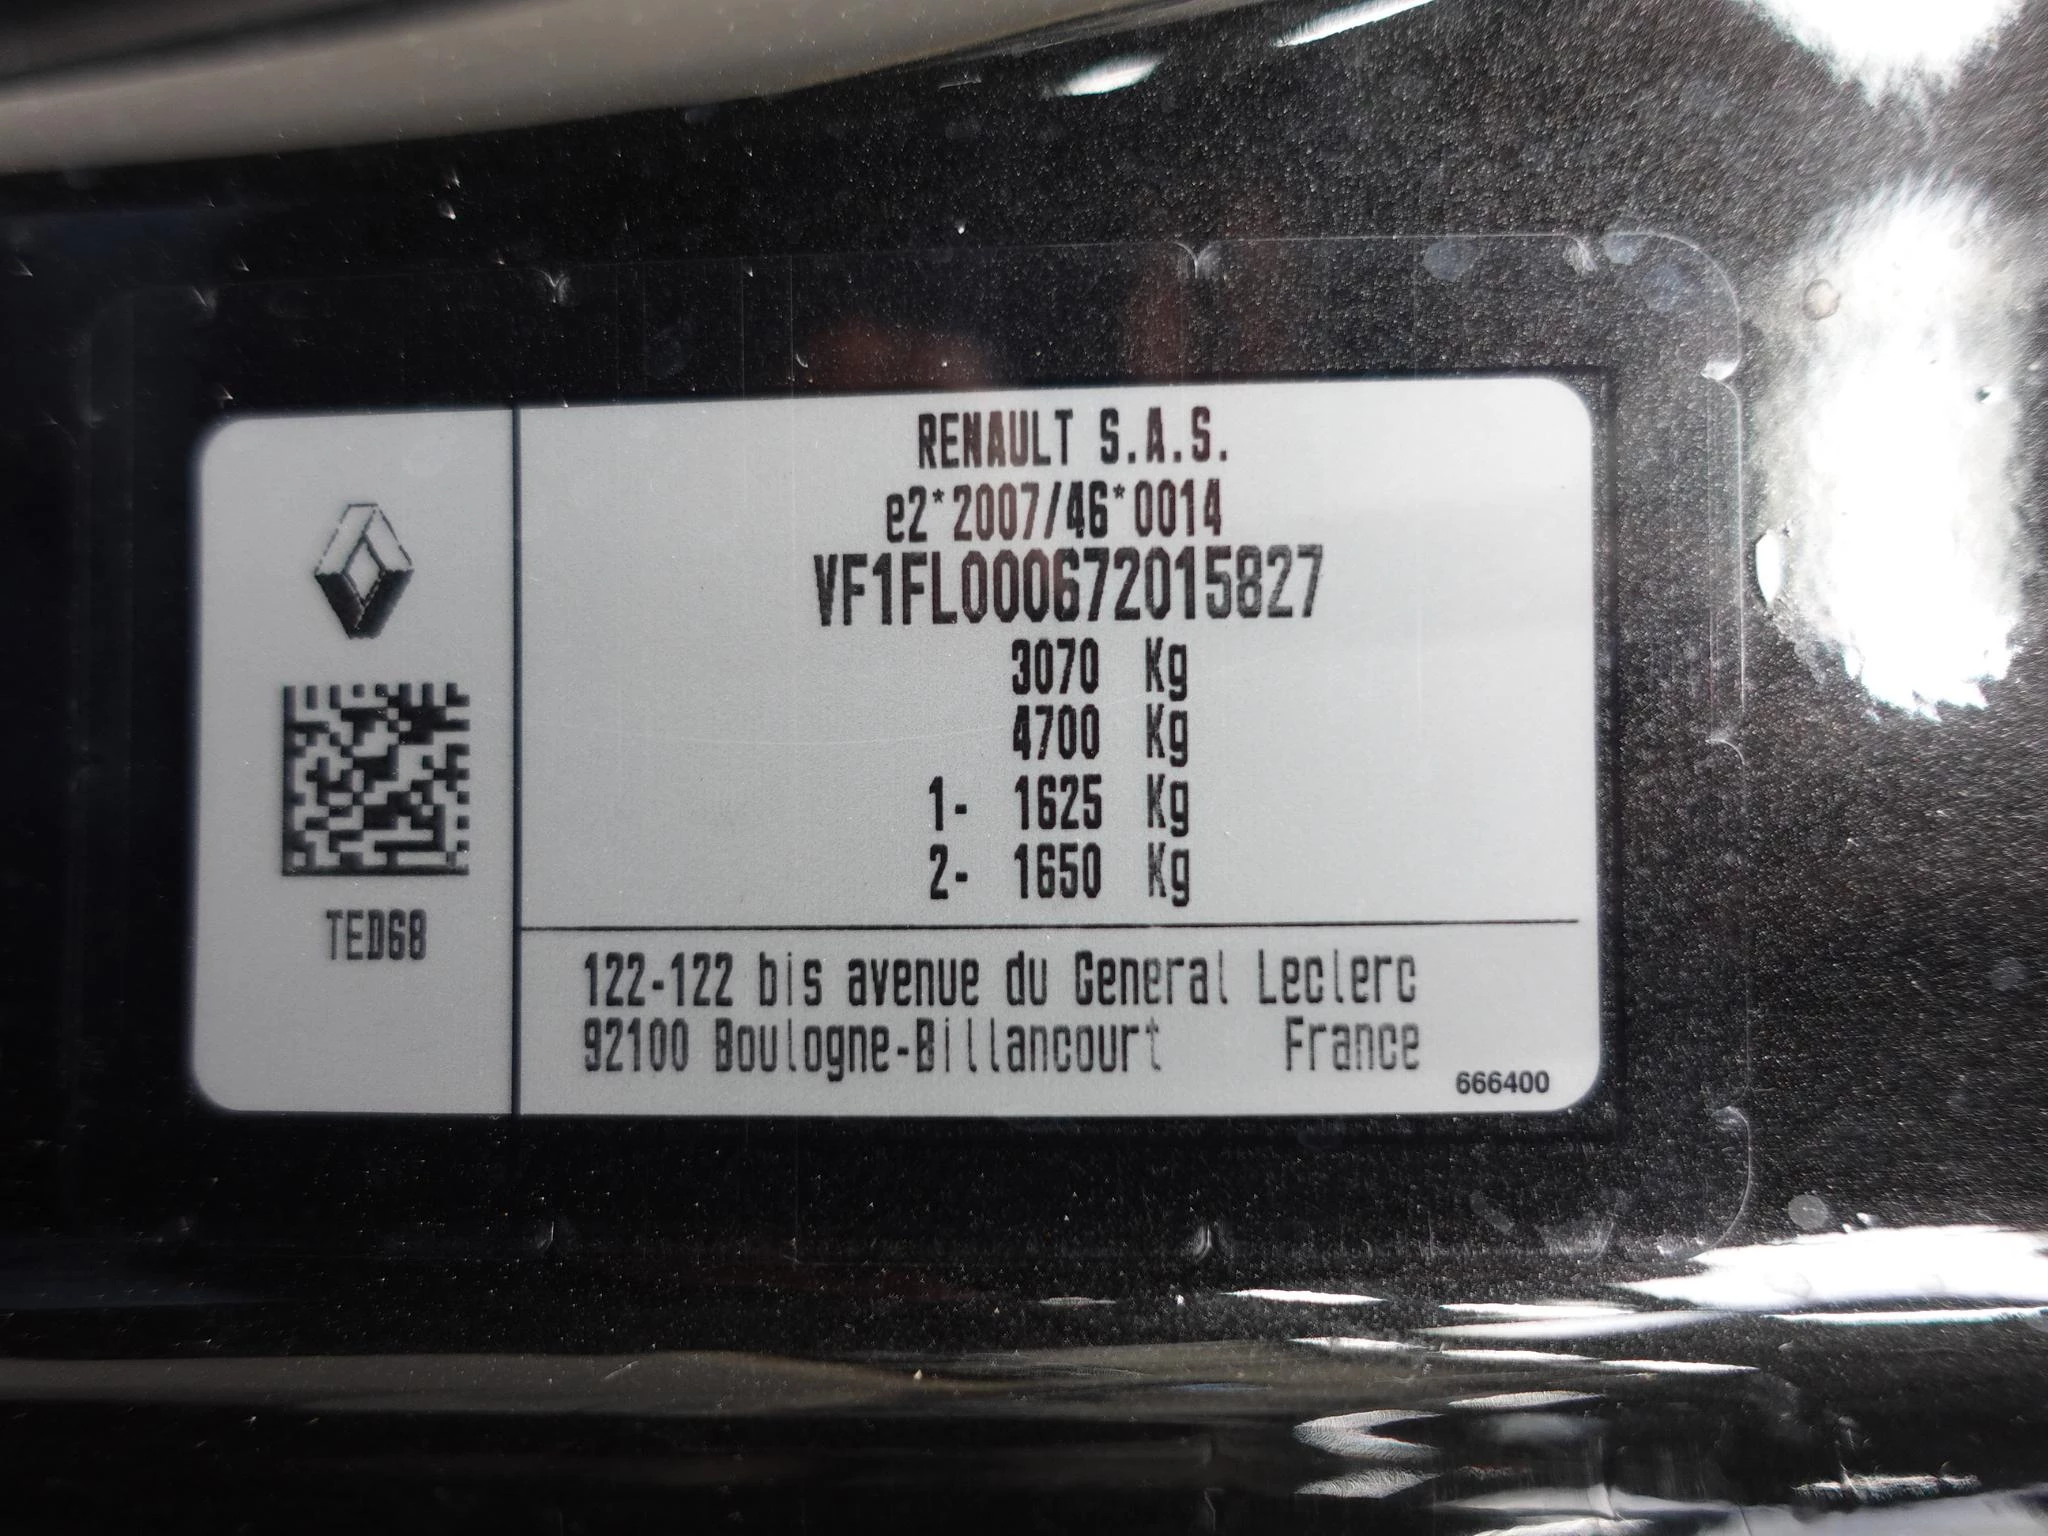 RENAULT S.A.S.
e2*2007/46*0014
VF1FL000672015827
3070 Kg
4700 Kg
1- 1625 Kg
2- 1650 Kg
TED68
122-122 bis avenue du General Leclerc
92100 Boulogne-Billancourt France
666400